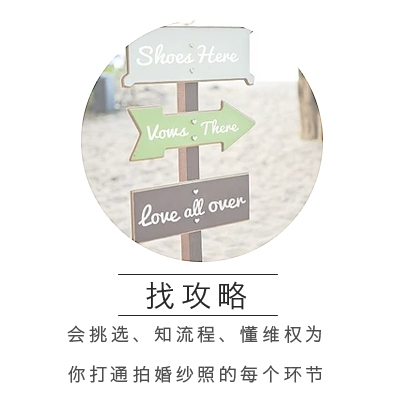 Shoes Here
Vows There
Love all over
找攻略
会挑选、知流程、懂维权为
你打通拍婚纱照的每个环节